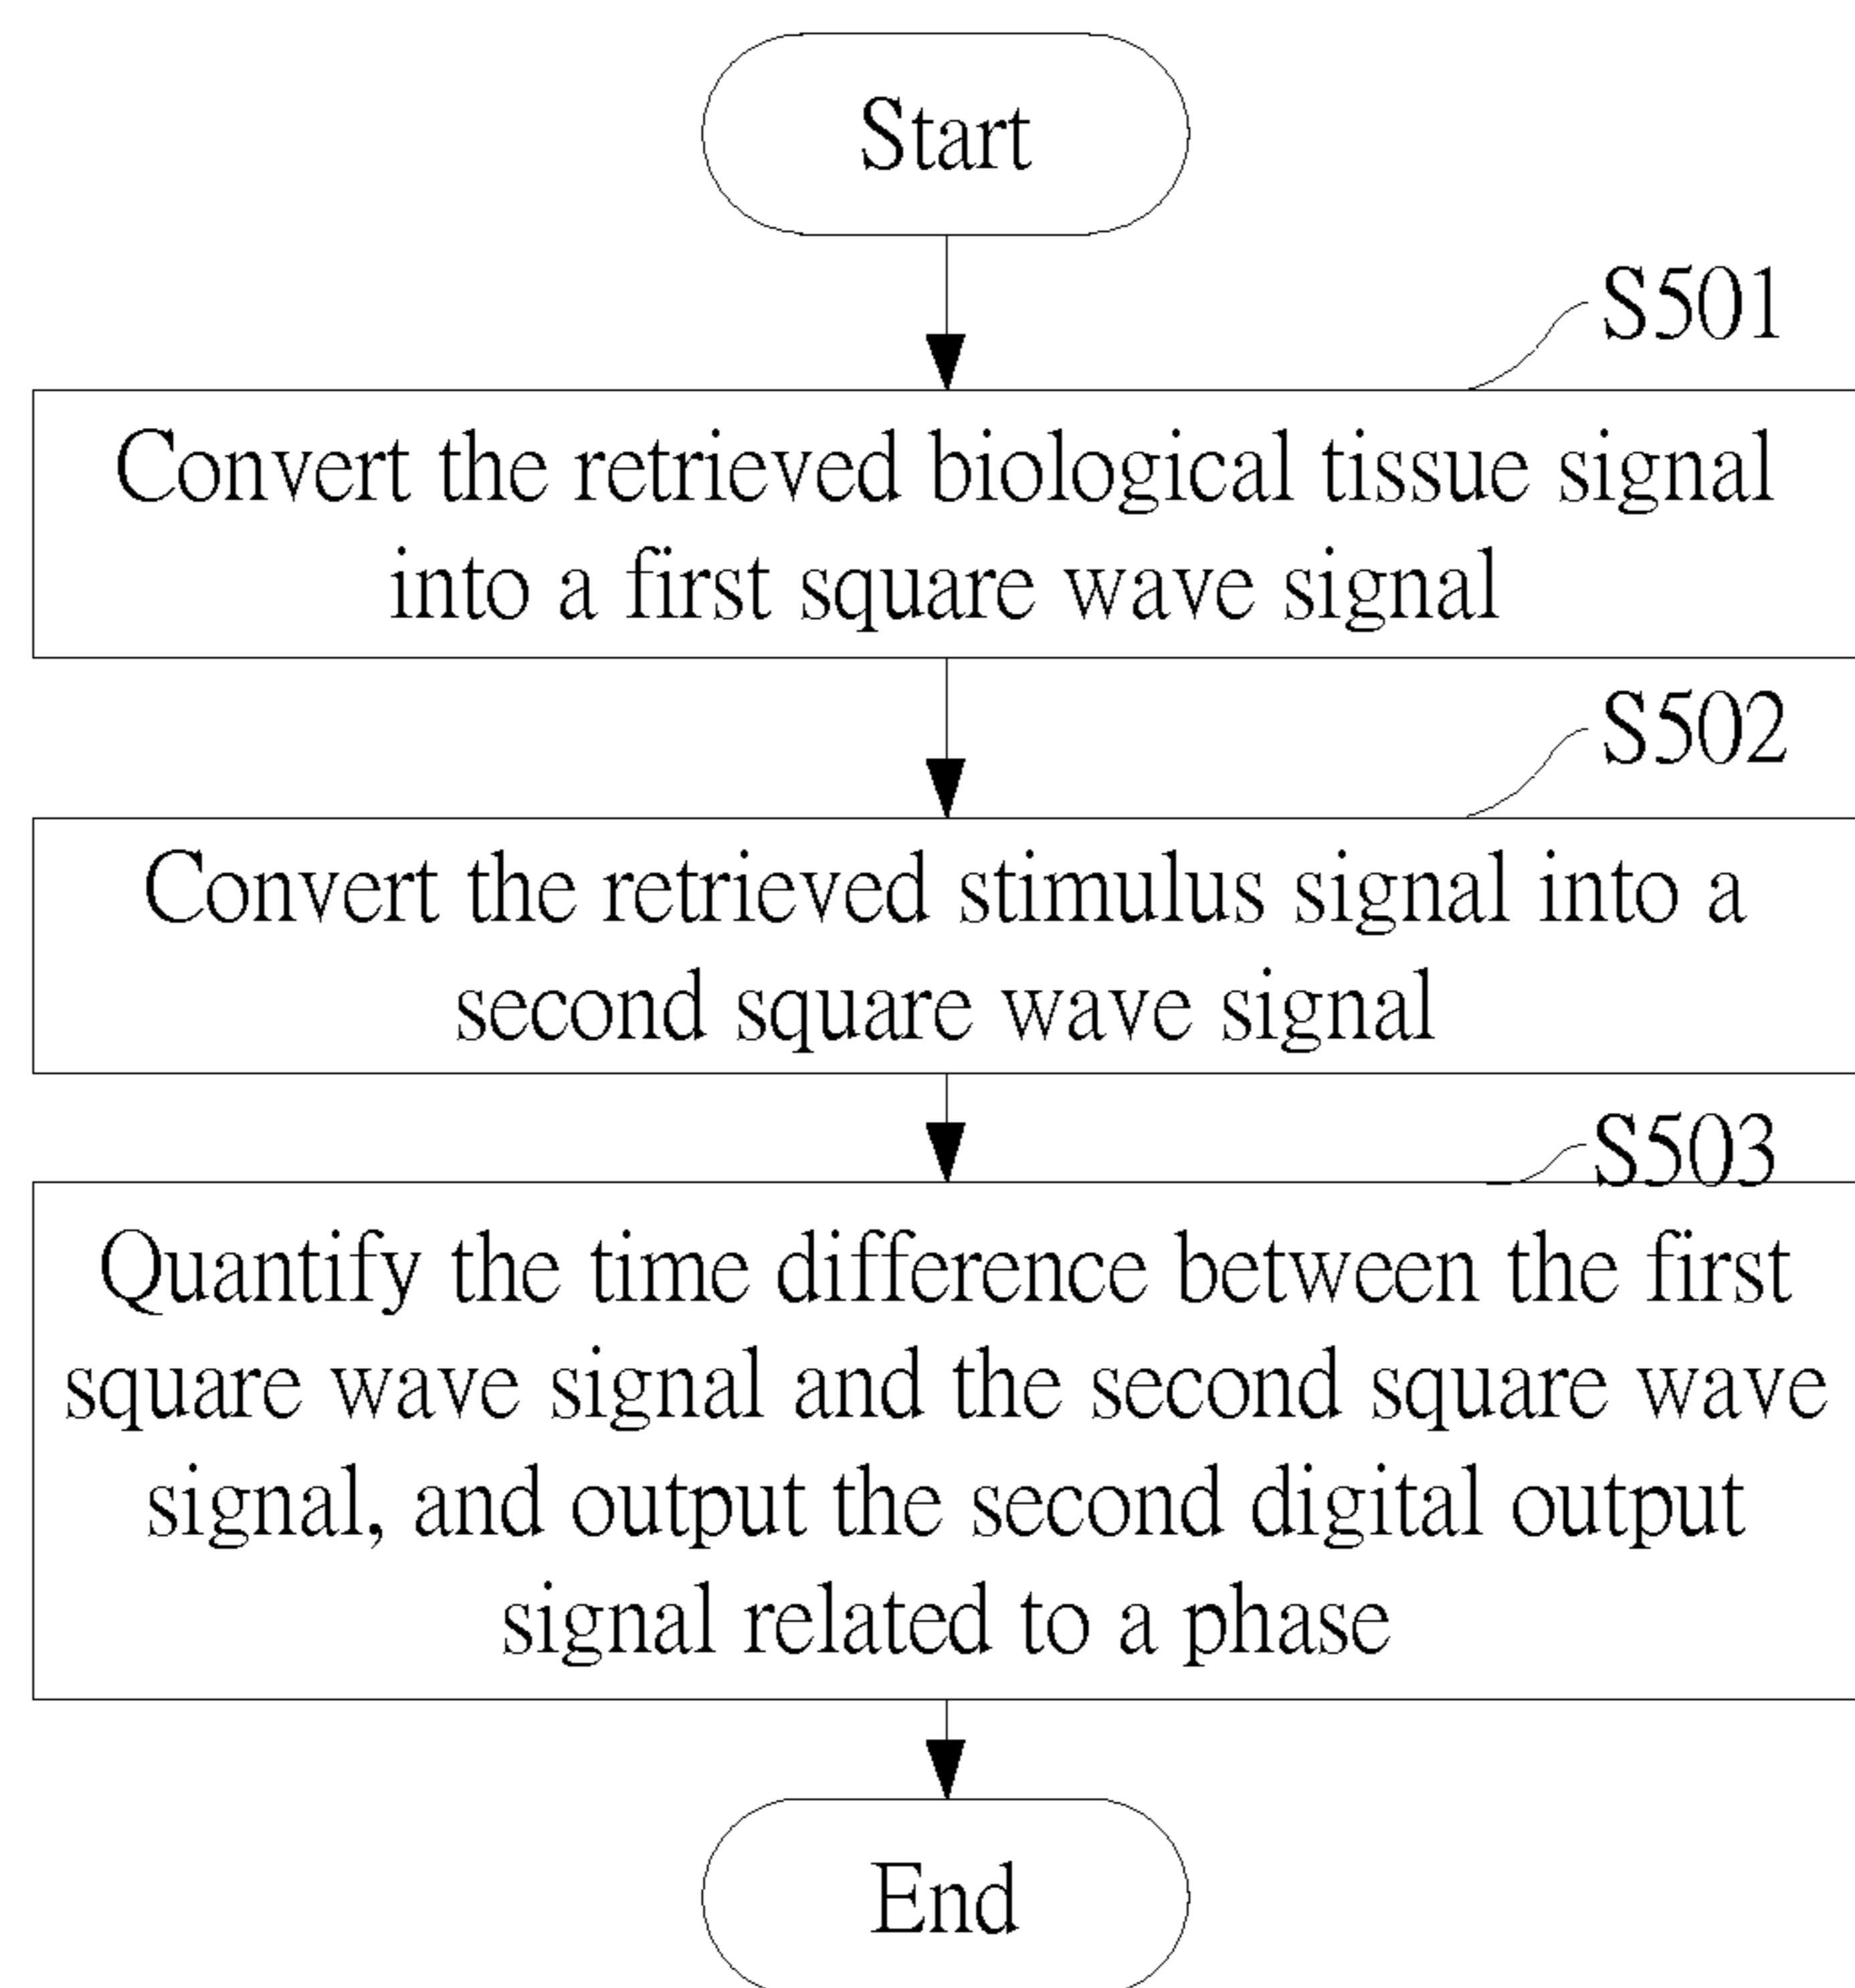 Start
S501
Convert the retrieved biological tissue signal
into a first square wave signal
S502
Convert the retrieved stimulus signal into a
second square wave signal
S503
Quantify the time difference between the first
square wave signal and the second square wave
signal, and output the second digital output
signal related to a phase
End